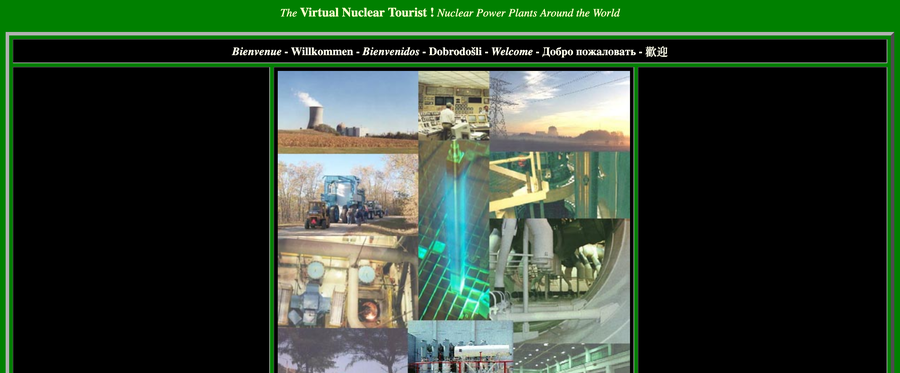 The Virtual Nuclear Tourist ! Nuclear Power Plants Around the World
Bienvenue - Willkommen - Bienvenidos - Dobrodošli - Welcome - Добро пожаловать - 歡迎